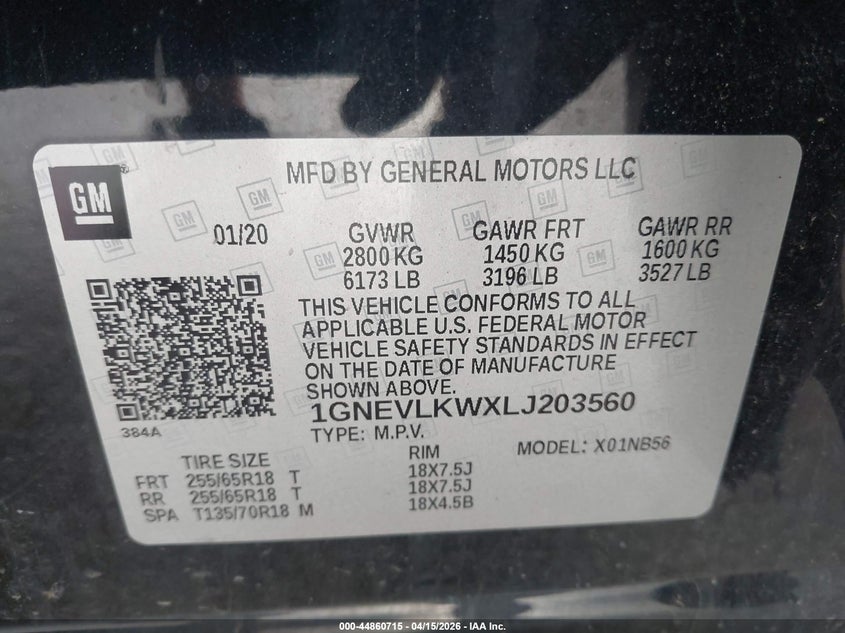 GM
MFD BY GENERAL MOTORS LLC
01/20
GVWR GAWR FRT GAWR RR
2800 KG 1450 KG 1600 KG
6173 LB 3196 LB 3527 LB
THIS VEHICLE CONFORMS TO ALL
APPLICABLE U.S. FEDERAL MOTOR
VEHICLE SAFETY STANDARDS IN EFFECT
ON THE DATE OF MANUFACTURE
SHOWN ABOVE.
1GNEVLKWXLJ203560
384A
TYPE: M.P.V. MODEL: X01NB56
TIRE SIZE RIM
FRT 255/65R18 T 18X7.5J
RR 255/65R18 T 18X7.5J
SPA T135/70R18 M 18X4.5B
000-44860715 - 04/15/2026 - IAA Inc.